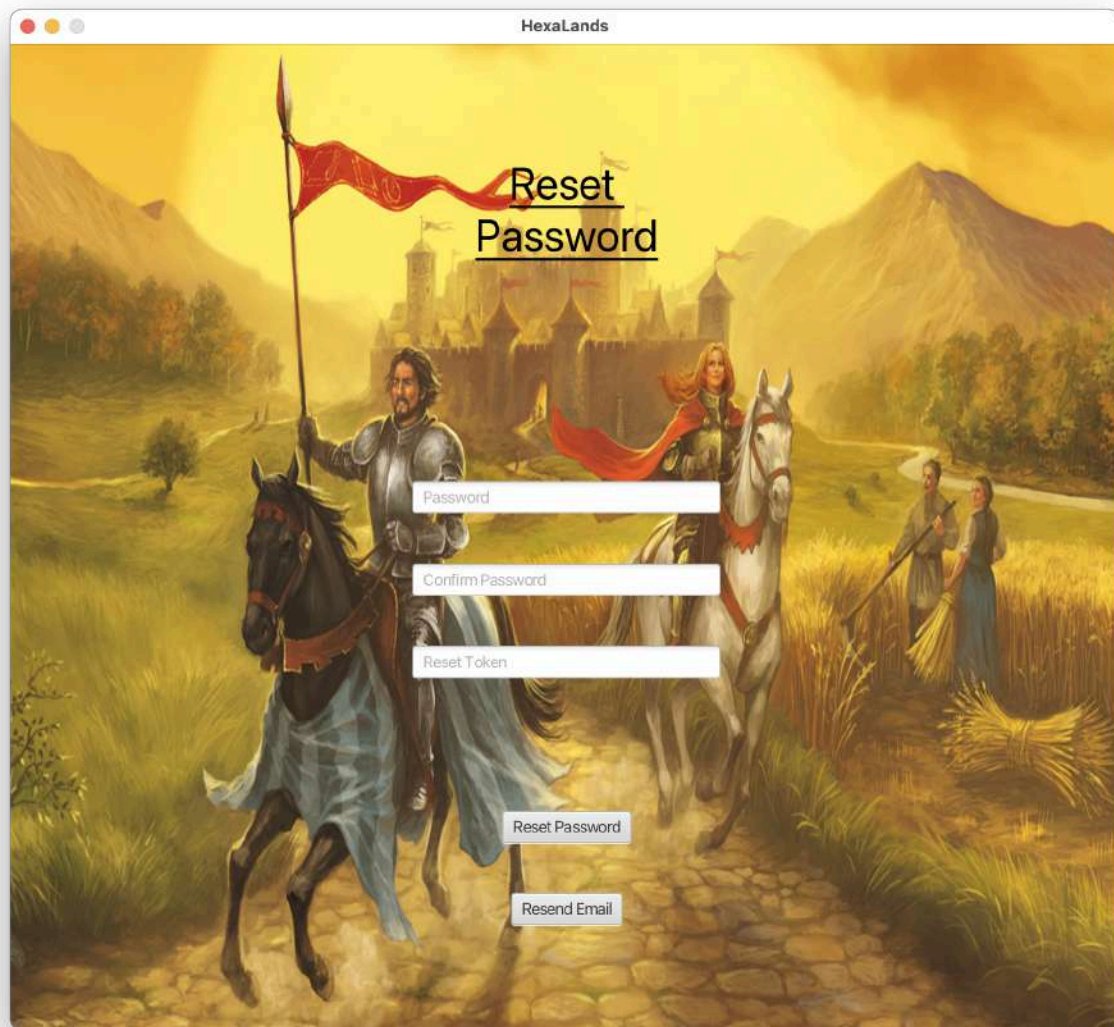 HexaLands
Reset
Password
Password
Confirm Password
Reset Token
Reset Password
Resend Email